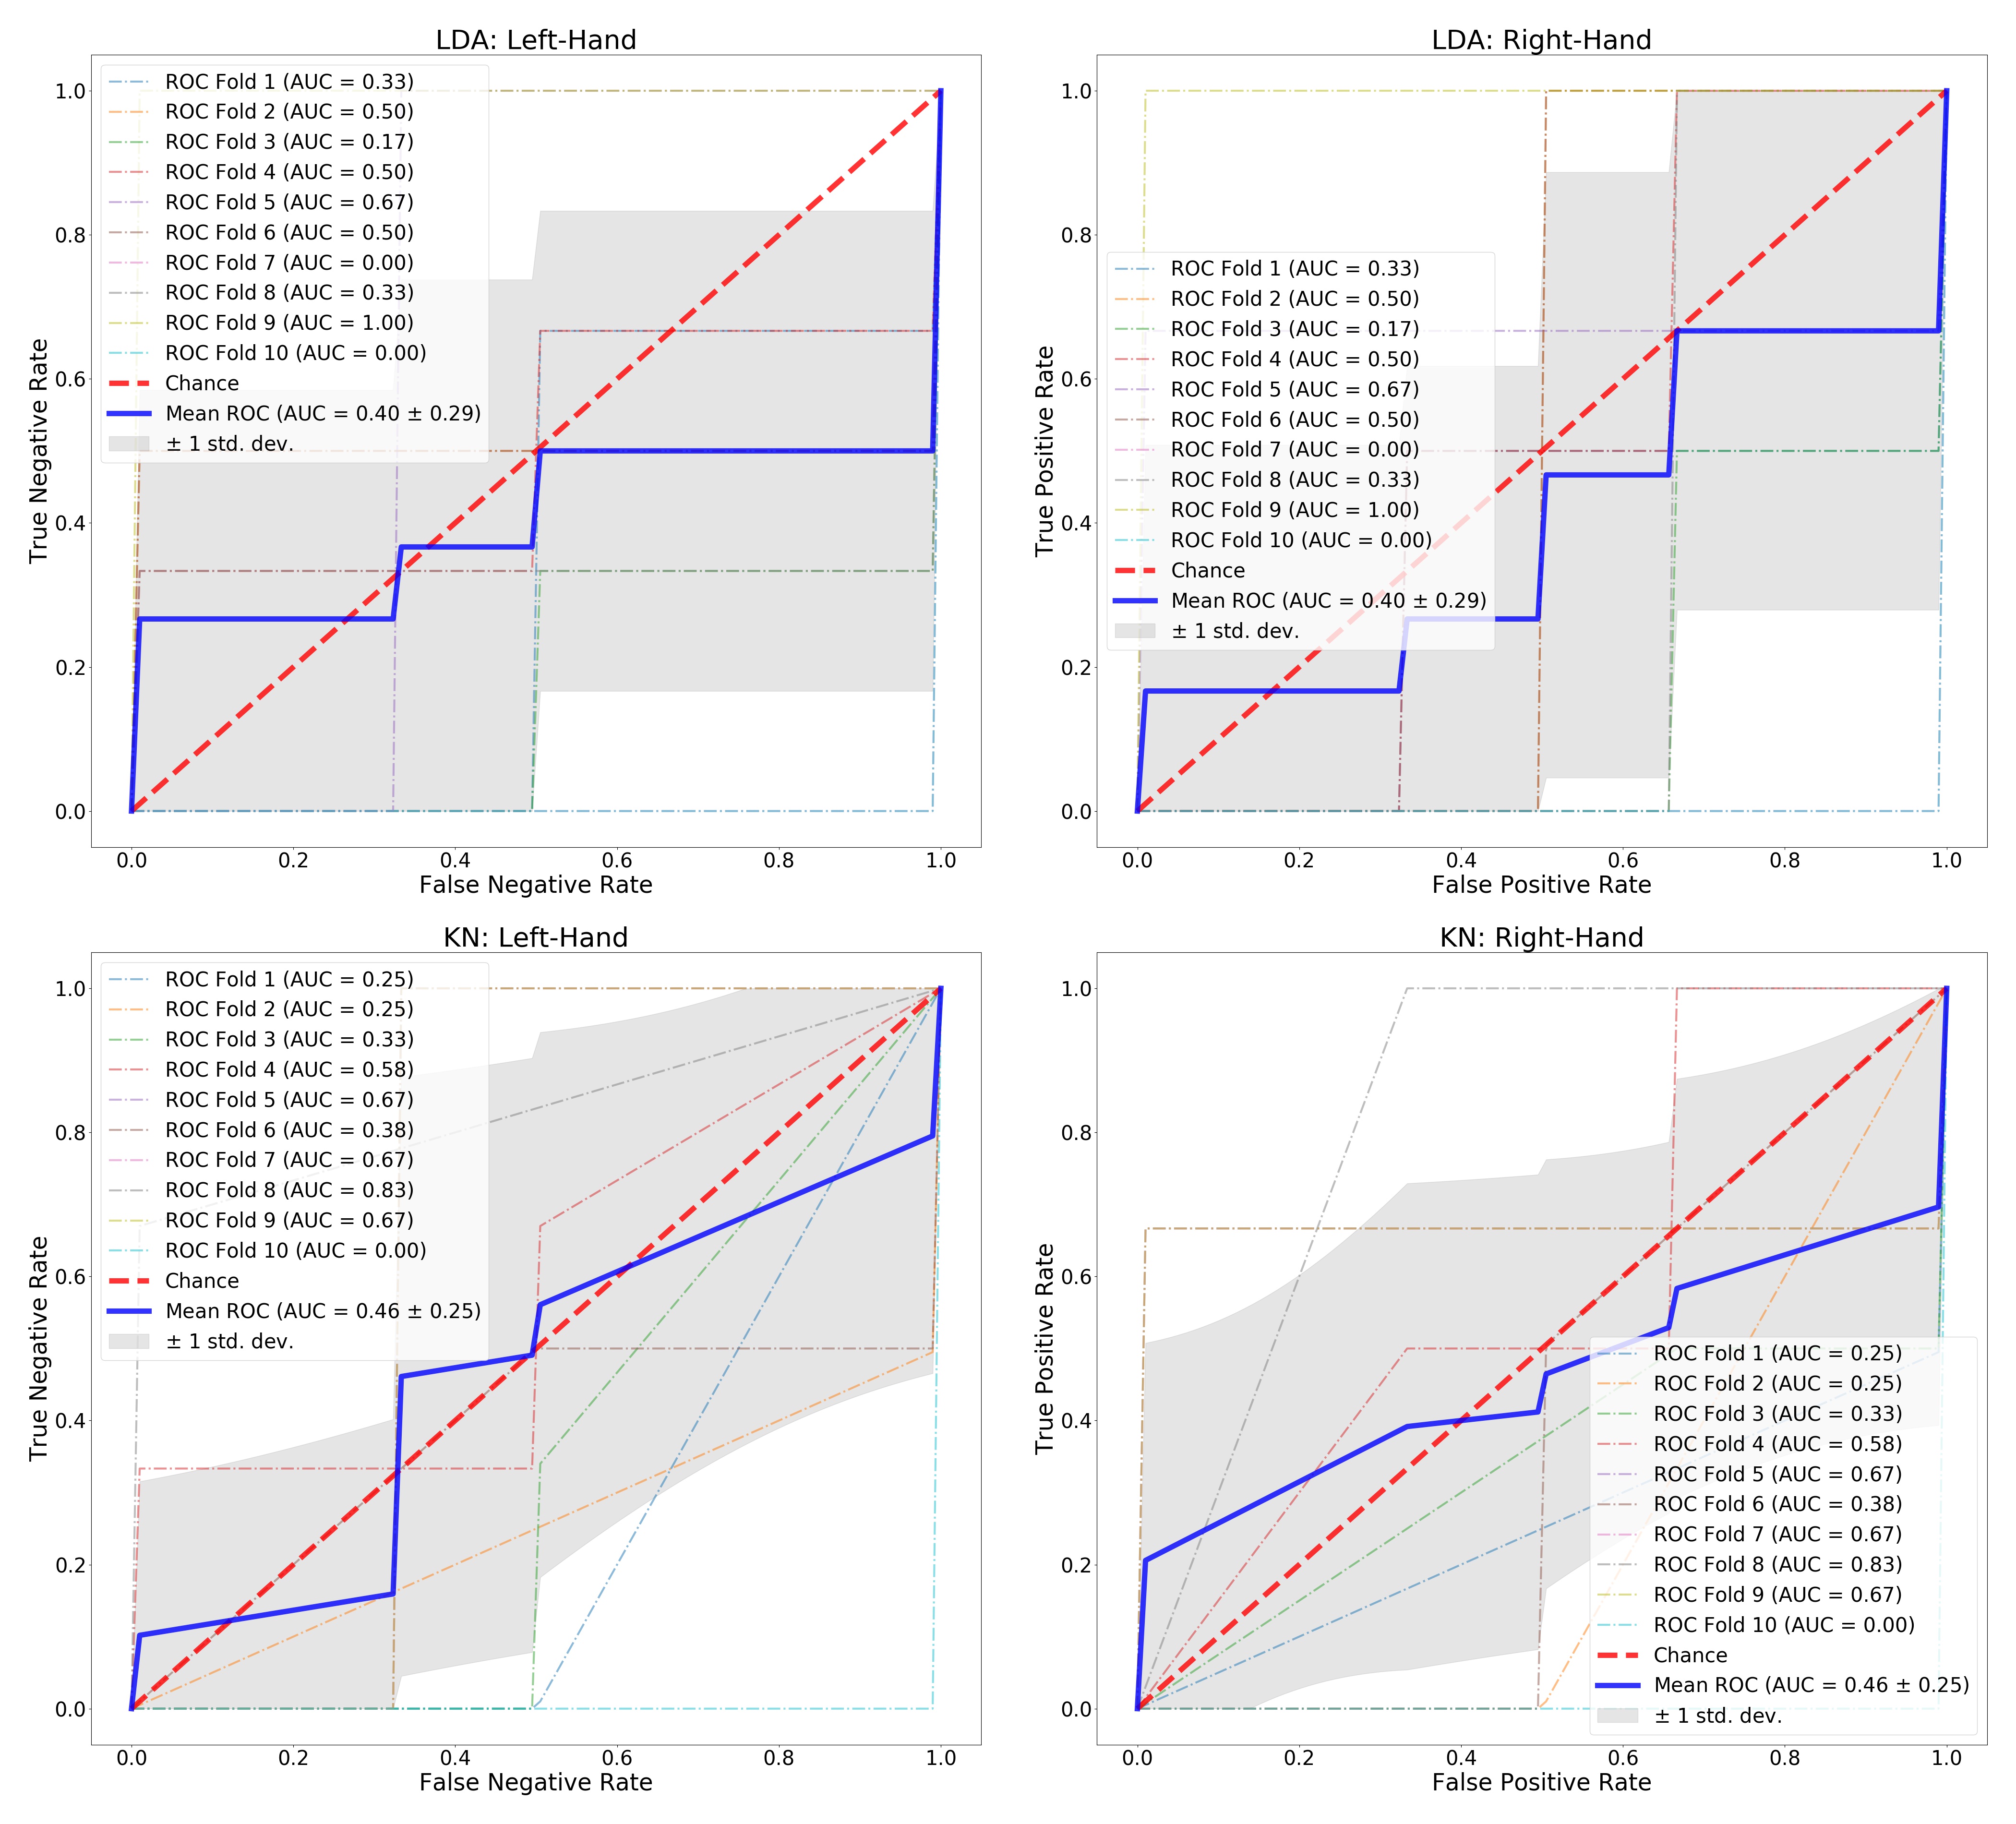 LDA: Left-Hand
ROC Fold 1 (AUC = 0.33)
ROC Fold 2 (AUC = 0.50)
ROC Fold 3 (AUC = 0.17)
ROC Fold 4 (AUC = 0.50)
ROC Fold 5 (AUC = 0.67)
ROC Fold 6 (AUC = 0.50)
ROC Fold 7 (AUC = 0.00)
ROC Fold 8 (AUC = 0.33)
ROC Fold 9 (AUC = 1.00)
ROC Fold 10 (AUC = 0.00)
Chance
Mean ROC (AUC = 0.40 ± 0.29)
± 1 std. dev.
True Negative Rate
1.0
0.8
0.6
0.4
0.2
0.0
0.0 0.2 0.4 0.6 0.8 1.0
False Negative Rate
LDA: Right-Hand
ROC Fold 1 (AUC = 0.33)
ROC Fold 2 (AUC = 0.50)
ROC Fold 3 (AUC = 0.17)
ROC Fold 4 (AUC = 0.50)
ROC Fold 5 (AUC = 0.67)
ROC Fold 6 (AUC = 0.50)
ROC Fold 7 (AUC = 0.00)
ROC Fold 8 (AUC = 0.33)
ROC Fold 9 (AUC = 1.00)
ROC Fold 10 (AUC = 0.00)
Chance
Mean ROC (AUC = 0.40 ± 0.29)
± 1 std. dev.
True Positive Rate
1.0
0.8
0.6
0.4
0.2
0.0
0.0 0.2 0.4 0.6 0.8 1.0
False Positive Rate
KN: Left-Hand
ROC Fold 1 (AUC = 0.25)
ROC Fold 2 (AUC = 0.25)
ROC Fold 3 (AUC = 0.33)
ROC Fold 4 (AUC = 0.58)
ROC Fold 5 (AUC = 0.67)
ROC Fold 6 (AUC = 0.38)
ROC Fold 7 (AUC = 0.67)
ROC Fold 8 (AUC = 0.83)
ROC Fold 9 (AUC = 0.67)
ROC Fold 10 (AUC = 0.00)
Chance
Mean ROC (AUC = 0.46 ± 0.25)
± 1 std. dev.
True Negative Rate
1.0
0.8
0.6
0.4
0.2
0.0
0.0 0.2 0.4 0.6 0.8 1.0
False Negative Rate
KN: Right-Hand
ROC Fold 1 (AUC = 0.25)
ROC Fold 2 (AUC = 0.25)
ROC Fold 3 (AUC = 0.33)
ROC Fold 4 (AUC = 0.58)
ROC Fold 5 (AUC = 0.67)
ROC Fold 6 (AUC = 0.38)
ROC Fold 7 (AUC = 0.67)
ROC Fold 8 (AUC = 0.83)
ROC Fold 9 (AUC = 0.67)
ROC Fold 10 (AUC = 0.00)
Chance
Mean ROC (AUC = 0.46 ± 0.25)
± 1 std. dev.
True Positive Rate
1.0
0.8
0.6
0.4
0.2
0.0
0.0 0.2 0.4 0.6 0.8 1.0
False Positive Rate